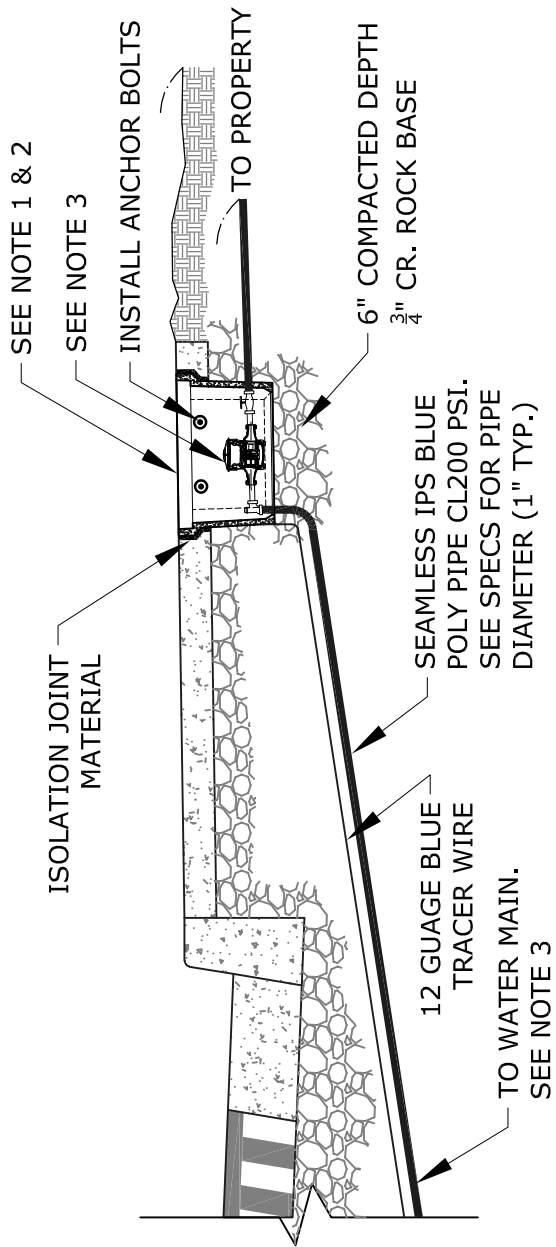 SEE NOTE 1 & 2
SEE NOTE 3
INSTALL ANCHOR BOLTS
TO PROPERTY
ISOLATION JOINT
MATERIAL
6" COMPACTED DEPTH
3/4" CR. ROCK BASE
SEAMLESS IPS BLUE
POLY PIPE CL200 PSI.
SEE SPECS FOR PIPE
DIAMETER (1" TYP.)
12 GUAGE BLUE
TRACER WIRE
TO WATER MAIN.
SEE NOTE 3